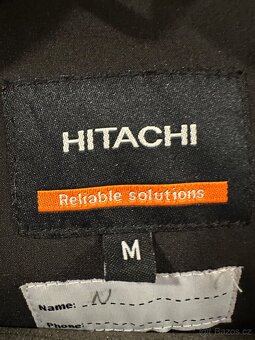 HITACHI
Reliable solutions
M
Name: N
Phone:
Bazos.cz